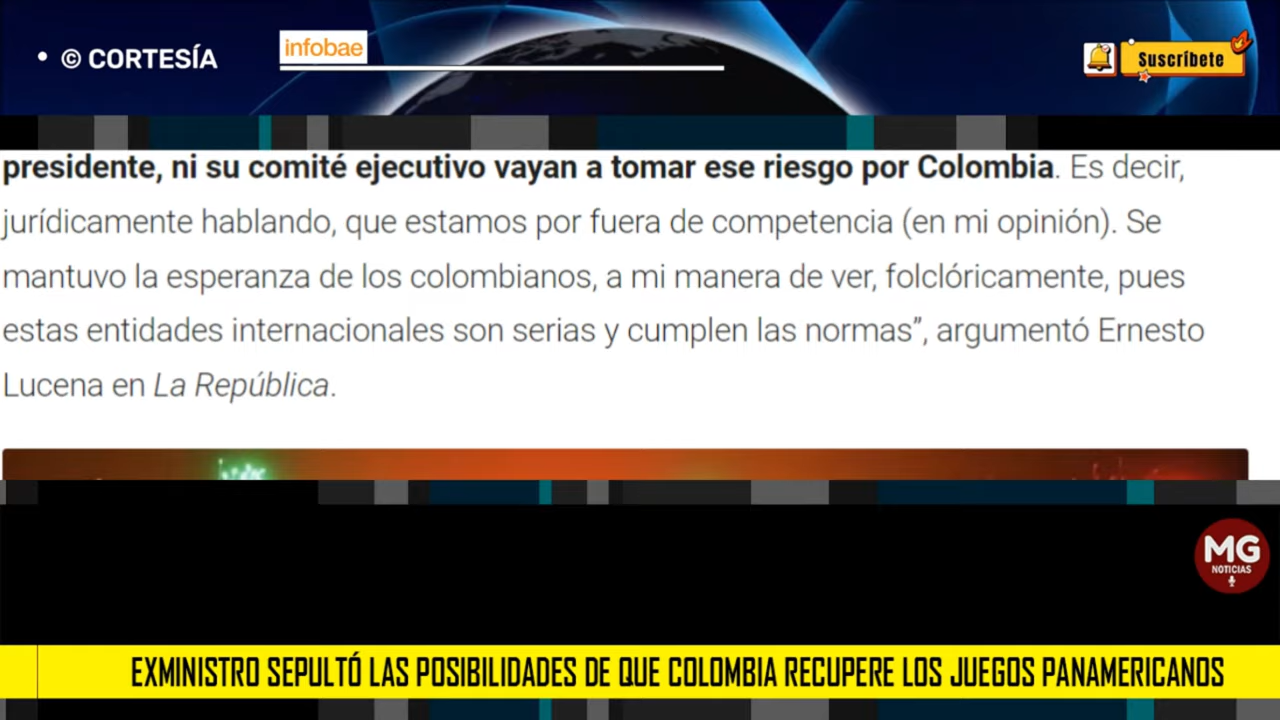 • © CORTESÍA
infobae
Suscríbete
presidente, ni su comité ejecutivo vayan a tomar ese riesgo por Colombia. Es decir,
jurídicamente hablando, que estamos por fuera de competencia (en mi opinión). Se
mantuvo la esperanza de los colombianos, a mi manera de ver, folclóricamente, pues
estas entidades internacionales son serias y cumplen las normas”, argumentó Ernesto
Lucena en La República.
MG
NOTICIAS
EXMINISTRO SEPULTÓ LAS POSIBILIDADES DE QUE COLOMBIA RECUPERE LOS JUEGOS PANAMERICANOS